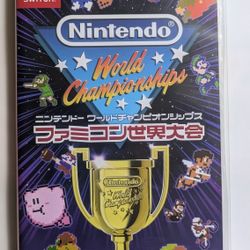 SWITCH
Nintendo®
World
Championships
ニンテンドー ワールドチャンピオンシップス
ファミコン世界大会
Nintendo
World
Championships